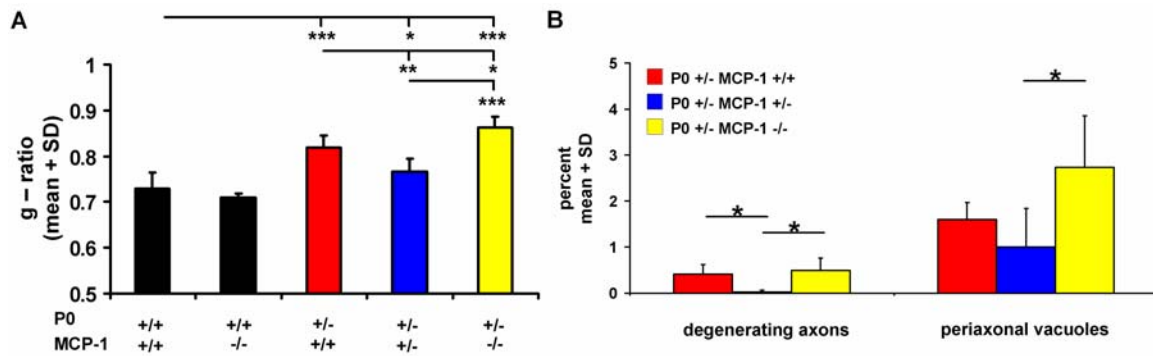 A
*** * ***
** *
***
1
0.9
0.8
0.7
0.6
0.5
g – ratio
(mean + SD)
P0 +/+ +/+ +/- +/- +/-
MCP-1 +/+ -/- +/+ +/- -/-
B
5
4
3
2
1
0
percent
mean + SD
P0 +/- MCP-1 +/+
P0 +/- MCP-1 +/-
P0 +/- MCP-1 -/-
*
*
*
degenerating axons
periaxonal vacuoles